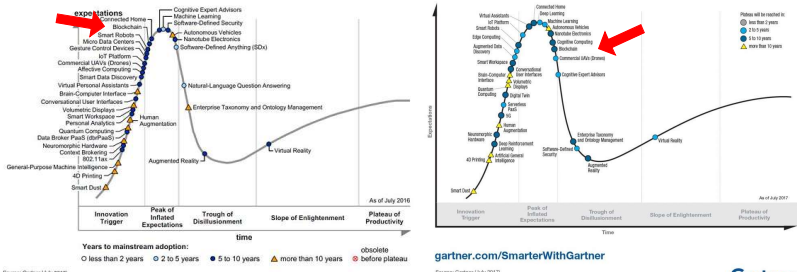 expectations
Connected Home
Blockchain
Smart Robots
Micro Data Centers
Gesture Control Devices
IoT Platform
Commercial UAVs (Drones)
Affective Computing
Smart Data Discovery
Virtual Personal Assistants
Brain-Computer Interface
Conversational User Interfaces
Volumetric Displays
Smart Workspace
Personal Analytics
Quantum Computing
Data Broker PaaS (dbrPaaS)
Neuromorphic Hardware
Context Brokering
802.11ax
General-Purpose Machine Intelligence
4D Printing
Smart Dust
Cognitive Expert Advisors
Machine Learning
Software-Defined Security
Autonomous Vehicles
Nanotube Electronics
Software-Defined Anything (SDx)
Natural-Language Question Answering
Enterprise Taxonomy and Ontology Management
Human
Augmentation
Augmented Reality
Virtual Reality
As of July 2016
Innovation
Trigger
Peak of
Inflated
Expectations
Trough of
Disillusionment
Slope of Enlightenment
Plateau of
Productivity
time
Years to mainstream adoption:
less than 2 years
2 to 5 years
5 to 10 years
more than 10 years
obsolete
before plateau
Expectations
Connected Home
Deep Learning
Virtual Assistants
IoT Platform
Smart Robots
Edge Computing
Augmented Data
Discovery
Smart Workspace
Brain-Computer
Interface
Quantum
Computing
Machine Learning
Autonomous Vehicles
Nanotube Electronics
Cognitive Computing
Blockchain
Commercial UAVs (Drones)
Cognitive Expert Advisors
Conversational
User Interfaces
Volumetric
Displays
Digital Twin
Serverless
PaaS
5G
Human
Augmentation
Neuromorphic
Hardware
Deep Reinforcement
Learning
Artificial General
Intelligence
4D Printing
Smart Dust
Enterprise Taxonomy
and Ontology Management
Software-Defined
Security
Augmented
Reality
Virtual Reality
Plateau will be reached in:
less than 2 years
2 to 5 years
5 to 10 years
more than 10 years
As of July 2017
Innovation
Trigger
Peak of
Inflated
Expectations
Trough of
Disillusionment
Slope of Enlightenment
Plateau of
Productivity
Time
gartner.com/SmarterWithGartner